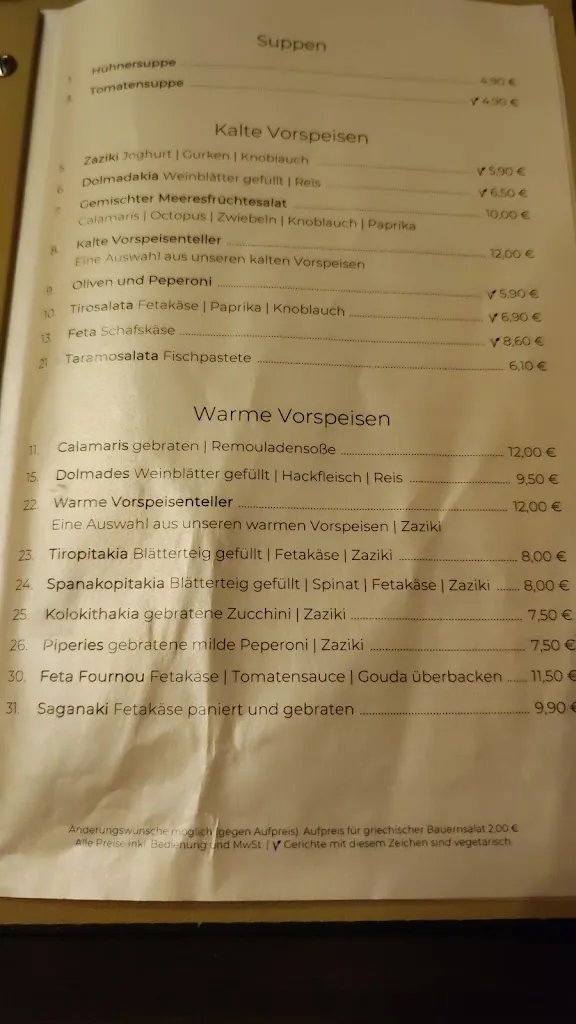 Suppen
1. Hühnersuppe 4,90 €
3. Tomatensuppe V 4,90 €
Kalte Vorspeisen
5. Zaziki Joghurt | Gurken | Knoblauch V 5,90 €
6. Dolmadakia Weinblätter gefüllt | Reis V 6,50 €
7. Gemischter Meeresfrüchtesalat 10,00 €
Calamaris | Octopus | Zwiebeln | Knoblauch | Paprika
8. Kalte Vorspeisenteller 12,00 €
Eine Auswahl aus unseren kalten Vorspeisen
9. Oliven und Peperoni V 5,90 €
10. Tirosalata Fetakäse | Paprika | Knoblauch V 6,90 €
13. Feta Schafskäse V 8,60 €
21. Taramosalata Fischpastete 6,10 €
Warme Vorspeisen
11. Calamaris gebraten | Remouladensoße 12,00 €
15. Dolmades Weinblätter gefüllt | Hackfleisch | Reis 9,50 €
22. Warme Vorspeisenteller 12,00 €
Eine Auswahl aus unseren warmen Vorspeisen | Zaziki
23. Tiropitakia Blätterteig gefüllt | Fetakäse | Zaziki 8,00 €
24. Spanakopitakia Blätterteig gefüllt | Spinat | Fetakäse | Zaziki 8,00 €
25. Kolokithakia gebratene Zucchini | Zaziki 7,50 €
26. Piperies gebratene milde Peperoni | Zaziki 7,50 €
30. Feta Fournou Fetakäse | Tomatensauce | Gouda überbacken 11,50 €
31. Saganaki Fetakäse paniert und gebraten 9,90 €
Änderungswünsche möglich (gegen Aufpreis). Aufpreis für griechischer Bauernsalat 2,00 €
Alle Preise inkl. Bedienung und MwSt. | V Gerichte mit diesem Zeichen sind vegetarisch.